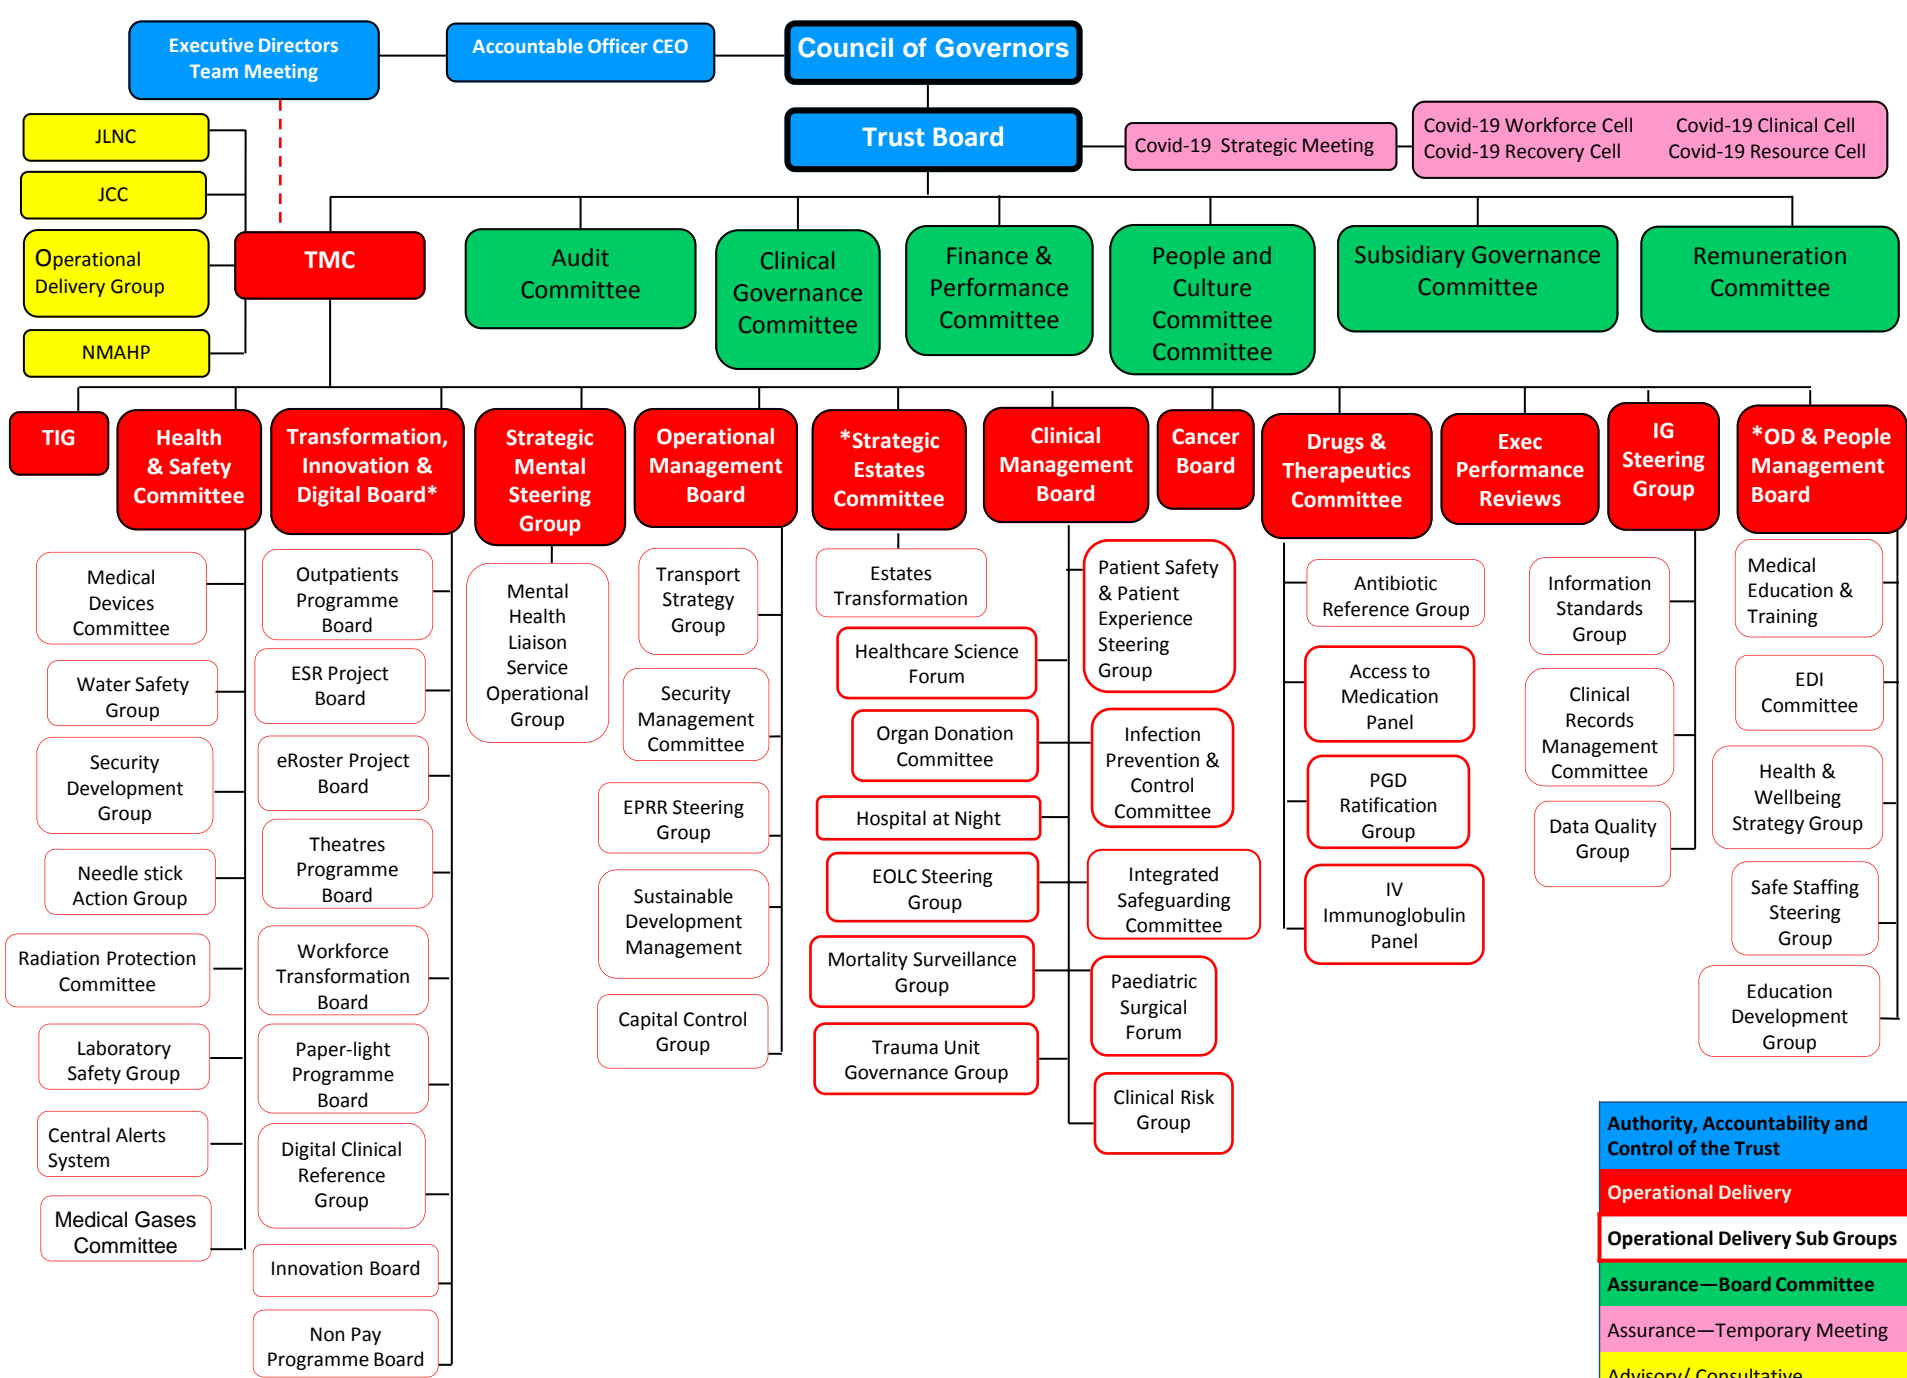 Executive Directors
Team Meeting
Accountable Officer CEO
Council of Governors
Trust Board
Covid-19  Strategic Meeting
Covid-19 Workforce Cell
Covid-19 Clinical Cell
Covid-19 Recovery Cell
Covid-19 Resource Cell
JLNC
JCC
Operational
Delivery Group
NMAHP
TMC
Audit
Committee
Clinical
Governance
Committee
Finance &
Performance
Committee
People and
Culture
Committee
Committee
Subsidiary Governance
Committee
Remuneration
Committee
TIG
Health
& Safety
Committee
Transformation,
Innovation &
Digital Board*
Strategic
Mental
Steering
Group
Operational
Management
Board
*Strategic
Estates
Committee
Clinical
Management
Board
Cancer
Board
Drugs &
Therapeutics
Committee
Exec
Performance
Reviews
IG
Steering
Group
*OD & People
Management
Board
Medical
Devices
Committee
Water Safety
Group
Security
Development
Group
Needle stick
Action Group
Radiation Protection
Committee
Laboratory
Safety Group
Central Alerts
System
Medical Gases
Committee
Outpatients
Programme
Board
ESR Project
Board
eRoster Project
Board
Theatres
Programme
Board
Workforce
Transformation
Board
Paper-light
Programme
Board
Digital Clinical
Reference
Group
Innovation Board
Non Pay
Programme Board
Mental
Health
Liaison
Service
Operational
Group
Transport
Strategy
Group
Security
Management
Committee
EPRR Steering
Group
Sustainable
Development
Management
Capital Control
Group
Estates
Transformation
Healthcare Science
Forum
Organ Donation
Committee
Hospital at Night
EOLC Steering
Group
Mortality Surveillance
Group
Trauma Unit
Governance Group
Patient Safety
& Patient
Experience
Steering
Group
Infection
Prevention &
Control
Committee
Integrated
Safeguarding
Committee
Paediatric
Surgical
Forum
Clinical Risk
Group
Antibiotic
Reference Group
Access to
Medication
Panel
PGD
Ratification
Group
IV
Immunoglobulin
Panel
Information
Standards
Group
Clinical
Records
Management
Committee
Data Quality
Group
Medical
Education &
Training
EDI
Committee
Health &
Wellbeing
Strategy Group
Safe Staffing
Steering
Group
Education
Development
Group
Authority, Accountability and
Control of the Trust
Operational Delivery
Operational Delivery Sub Groups
Assurance—Board Committee
Assurance—Temporary Meeting
Advisory/ Consultative